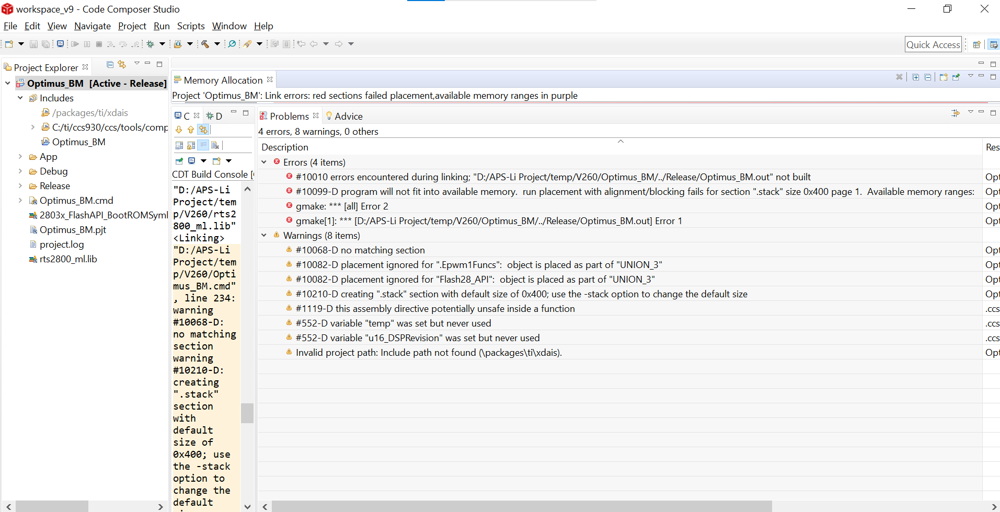 workspace_v9 - Code Composer Studio
File Edit View Navigate Project Run Scripts Window Help
Quick Access
Project Explorer
Optimus_BM [Active - Release]
Includes
/packages/ti/xdais
C:/ti/ccs930/ccs/tools/comp
Optimus_BM
App
Debug
Release
Optimus_BM.cmd
2803x_FlashAPI_BootROMSyml
Optimus_BM.pjt
project.log
rts2800_ml.lib
Memory Allocation
Project 'Optimus_BM': Link errors: red sections failed placement,available memory ranges in purple
C D
CDT Build Console [
"D:/APS-Li
Project/tem
p/V260/rts2
800_ml.lib"
<Linking>
"D:/APS-Li
Project/tem
p/V260/Opti
mus_BM.cmd"
, line 234:
warning
#10068-D:
no matching
section
warning
#10210-D:
creating
".stack"
section
with
default
size of
0x400; use
the -stack
option to
change the
default
Problems Advice
4 errors, 8 warnings, 0 others
Description Res
Errors (4 items)
#10010 errors encountered during linking; "D:/APS-Li Project/temp/V260/Optimus_BM/../Release/Optimus_BM.out" not built Opt
#10099-D program will not fit into available memory. run placement with alignment/blocking fails for section ".stack" size 0x400 page 1. Available memory ranges: Opt
gmake: *** [all] Error 2 Opt
gmake[1]: *** [D:/APS-Li Project/temp/V260/Optimus_BM/../Release/Optimus_BM.out] Error 1 Opt
Warnings (8 items)
#10068-D no matching section Opt
#10082-D placement ignored for ".Epwm1Funcs": object is placed as part of "UNION_3" Opt
#10082-D placement ignored for "Flash28_API": object is placed as part of "UNION_3" Opt
#10210-D creating ".stack" section with default size of 0x400; use the -stack option to change the default size Opt
#1119-D this assembly directive potentially unsafe inside a function .ccs
#552-D variable "temp" was set but never used .ccs
#552-D variable "u16_DSPRevision" was set but never used .ccs
Invalid project path: Include path not found (\packages\ti\xdais). Opt